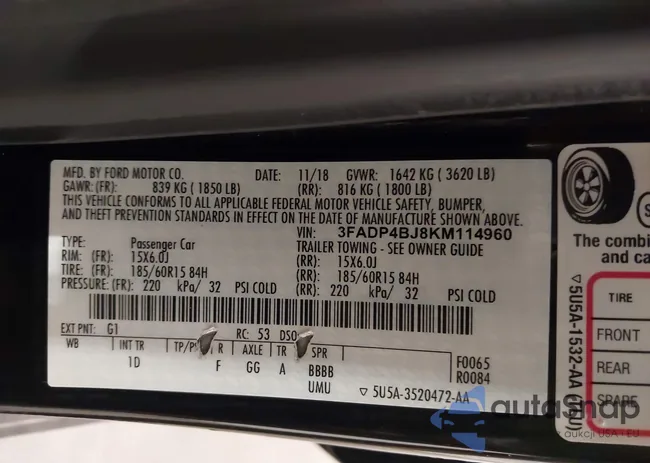 MFD. BY FORD MOTOR CO. DATE: 11/18 GVWR: 1642 KG ( 3620 LB)
GAWR: (FR): 839 KG ( 1850 LB) (RR): 816 KG ( 1800 LB)
THIS VEHICLE CONFORMS TO ALL APPLICABLE FEDERAL MOTOR VEHICLE SAFETY, BUMPER,
AND THEFT PREVENTION STANDARDS IN EFFECT ON THE DATE OF MANUFACTURE SHOWN ABOVE.
VIN: 3FADP4BJ8KM114960
TYPE: Passenger Car TRAILER TOWING - SEE OWNER GUIDE
RIM: (FR): 15X6.0J (RR): 15X6.0J
TIRE: (FR): 185/60R15 84H (RR): 185/60R15 84H
PRESSURE: (FR): 220 kPa/ 32 PSI COLD (RR): 220 kPa/ 32 PSI COLD
EXT PNT: G1 RC: 53 DSO:
WB INT TR TP/PS R AXLE TR SPR F0065
1D F GG A BBBB R0084
UMU ▽ 5U5A-3520472-AA
The combi
and ca
TIRE
FRONT
REAR
SPARE
▽ 5U5A-1532-AA
autoSnap
aukcji USA i EU